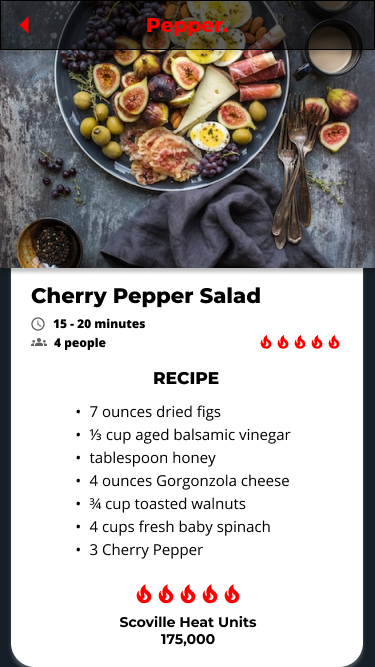 Pepper.
Cherry Pepper Salad
15 - 20 minutes
4 people
RECIPE
• 7 ounces dried figs
• ⅓ cup aged balsamic vinegar
• tablespoon honey
• 4 ounces Gorgonzola cheese
• ¾ cup toasted walnuts
• 4 cups fresh baby spinach
• 3 Cherry Pepper
Scoville Heat Units
175,000